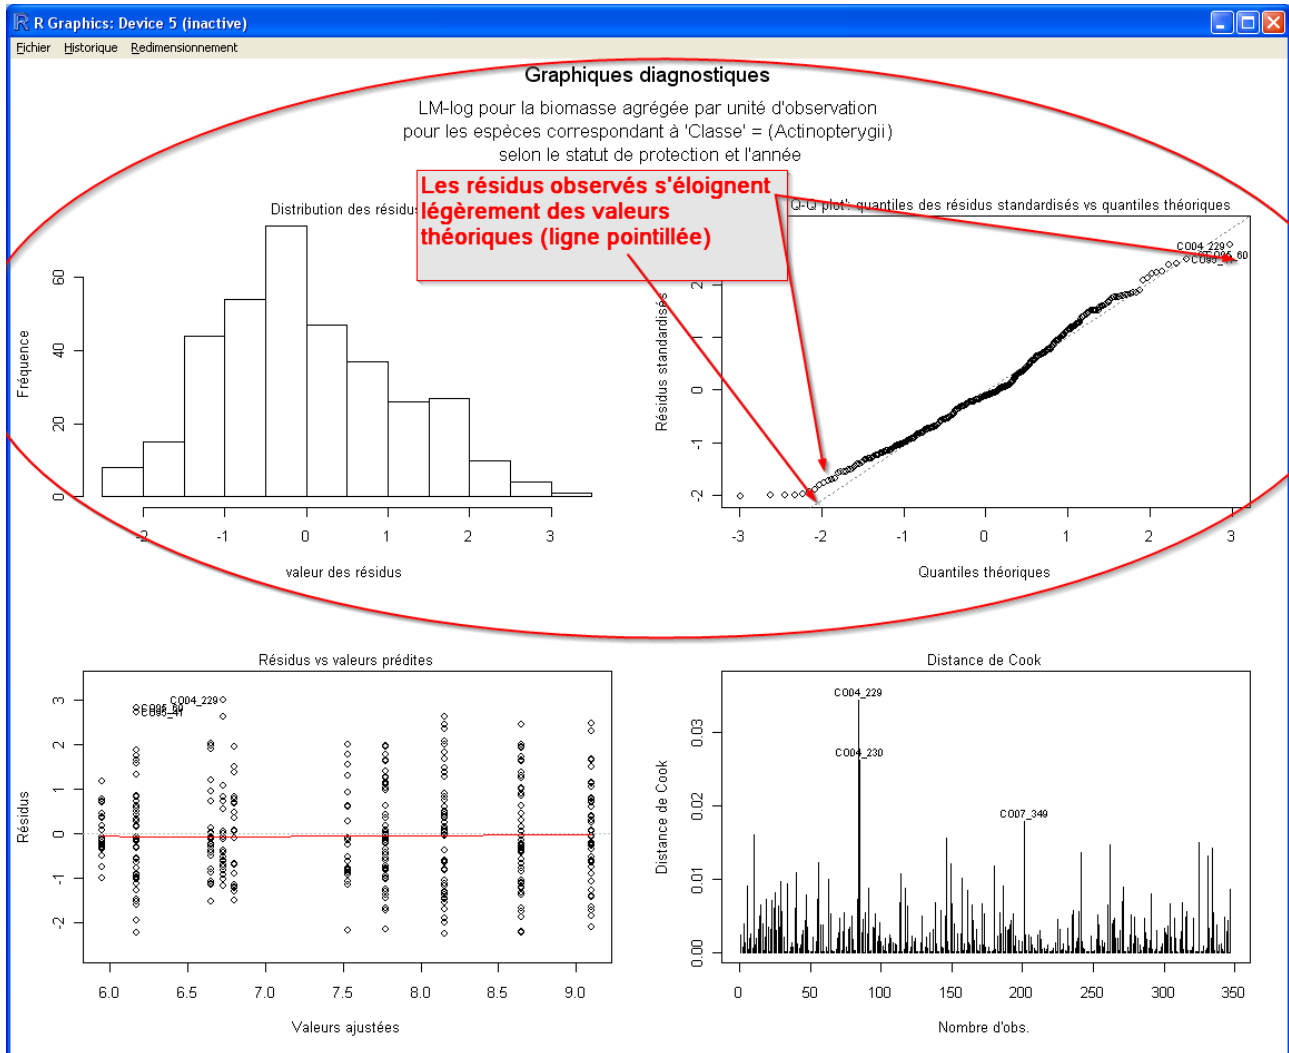 R Graphics: Device 5 (inactive)
Fichier Historique Redimensionnement
Graphiques diagnostiques
LM-log pour la biomasse agrégée par unité d'observation
pour les espèces correspondant à 'Classe' = (Actinopterygii)
selon le statut de protection et l'année
Les résidus observés s'éloignent
légèrement des valeurs
théoriques (ligne pointillée)
Distribution des résidus
Fréquence
0 20 40 60
-2 -1 0 1 2 3
valeur des résidus
Q-Q plot': quantiles des résidus standardisés vs quantiles théoriques
CO04_229
Résidus standardisés
-2 -1 0 1 2
-3 -2 -1 0 1 2 3
Quantiles théoriques
Résidus vs valeurs prédites
CO04_229
CO95_60
CO95_41
Résidus
-2 -1 0 1 2 3
6.0 6.5 7.0 7.5 8.0 8.5 9.0
Valeurs ajustées
Distance de Cook
CO04_229
CO04_230
CO07_349
Distance de Cook
0.00 0.01 0.02 0.03
0 50 100 150 200 250 300 350
Nombre d'obs.